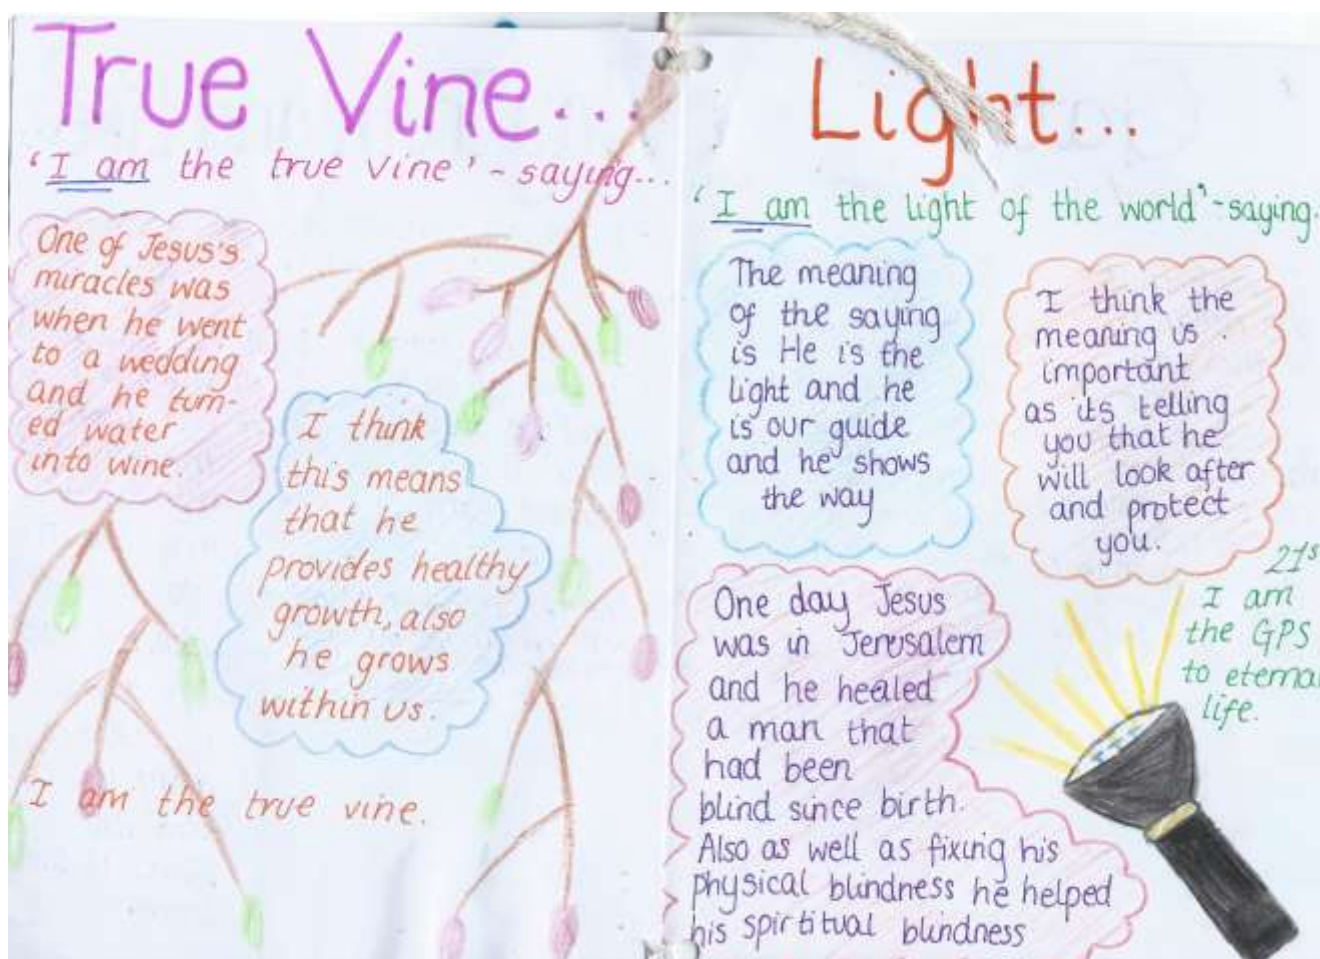 True Vine...
'I am the true vine' - saying...
One of Jesus's
miracles was
when he went
to a wedding
and he turn-
ed water
into wine.
I think
this means
that he
provides healthy
growth, also
he grows
within us.
I am the true vine.
Light...
'I am the light of the world' - saying.
The meaning
of the saying
is He is the
light and he
is our guide
and he shows
the way
I think the
meaning is
important
as its telling
you that he
will look after
and protect
you.
21s
I am
the GPS
to eternal
life.
One day Jesus
was in Jerusalem
and he healed
a man that
had been
blind since birth.
Also as well as fixing his
physical blindness he helped
his spirtitual blindness